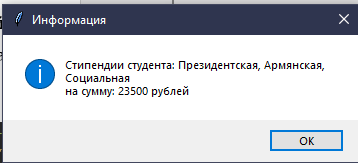 Информация
Стипендии студента: Президентская, Армянская,
Социальная
на сумму: 23500 рублей
OK